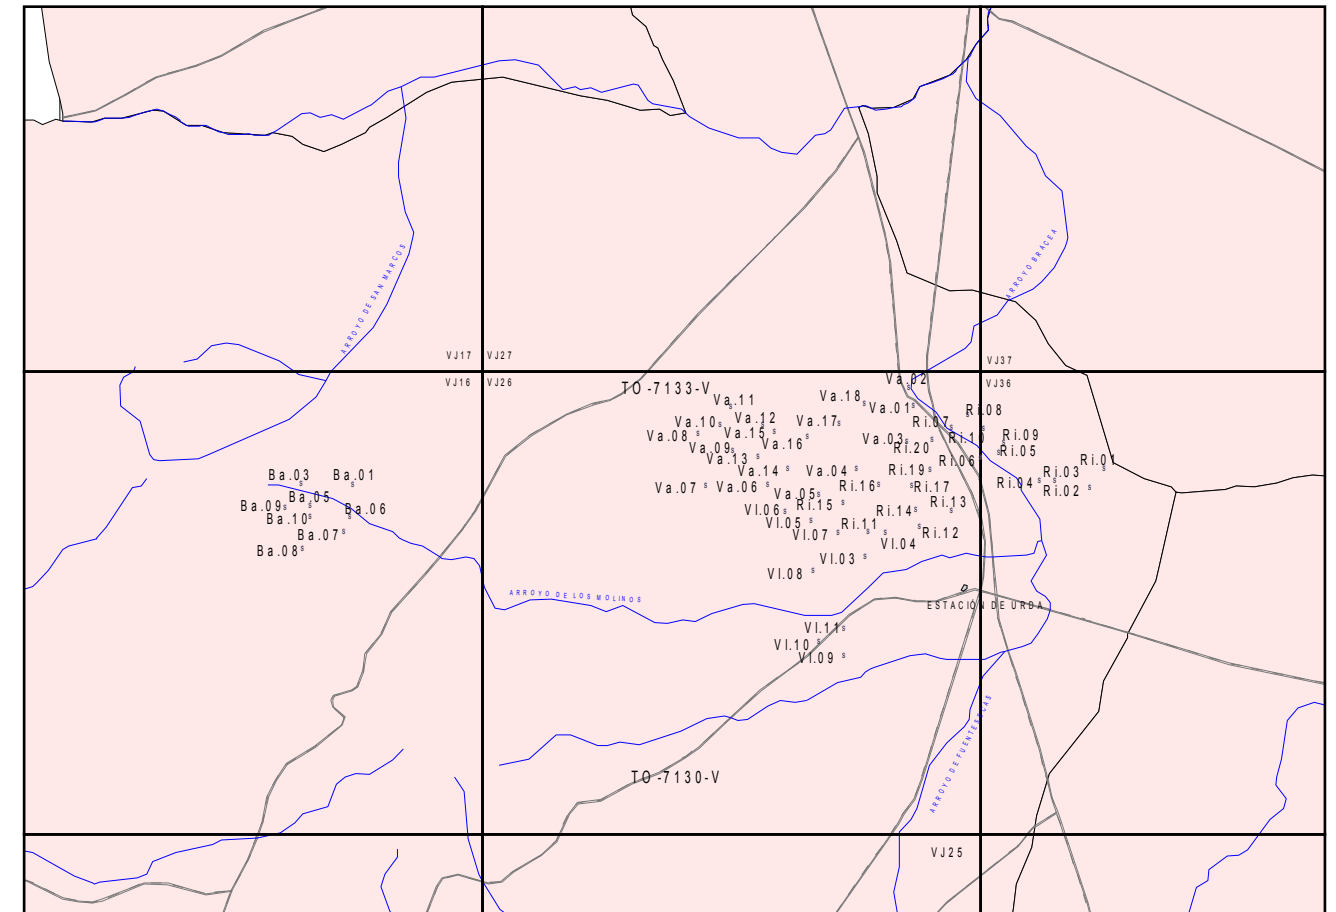 ARROYO BRACEA
ARROYO DE SAN MARCOS
VJ17
VJ27
VJ37
VJ16
VJ26
VJ36
TO-7133-V
Va.02
Va.11
Va.18
Va.01
Ri.08
Va.10
Va.12
Va.17
Ri.07
Va.08
Va.15
Va.16
Va.03
Ri.10
Ri.09
Va.09
Ri.20
Ri.05
Va.13
Ri.06
Ri.01
Va.14
Va.04
Ri.19
Ri.03
Ba.03
Ba.01
Va.07
Va.06
Ri.16
Ri.17
Ri.04
Ri.02
Ba.05
Va.05
Ba.09
Ba.06
Vl.06
Ri.15
Ri.14
Ri.13
Ba.10
Vl.05
Ri.11
Ba.07
Vl.07
Ri.12
Ba.08
Vl.04
Vl.03
Vl.08
ARROYO DE LOS MOLINOS
ESTACIÓN DE URDA
Vl.11
Vl.10
Vl.09
ARROYO DE FUENTESECAS
TO-7130-V
VJ25